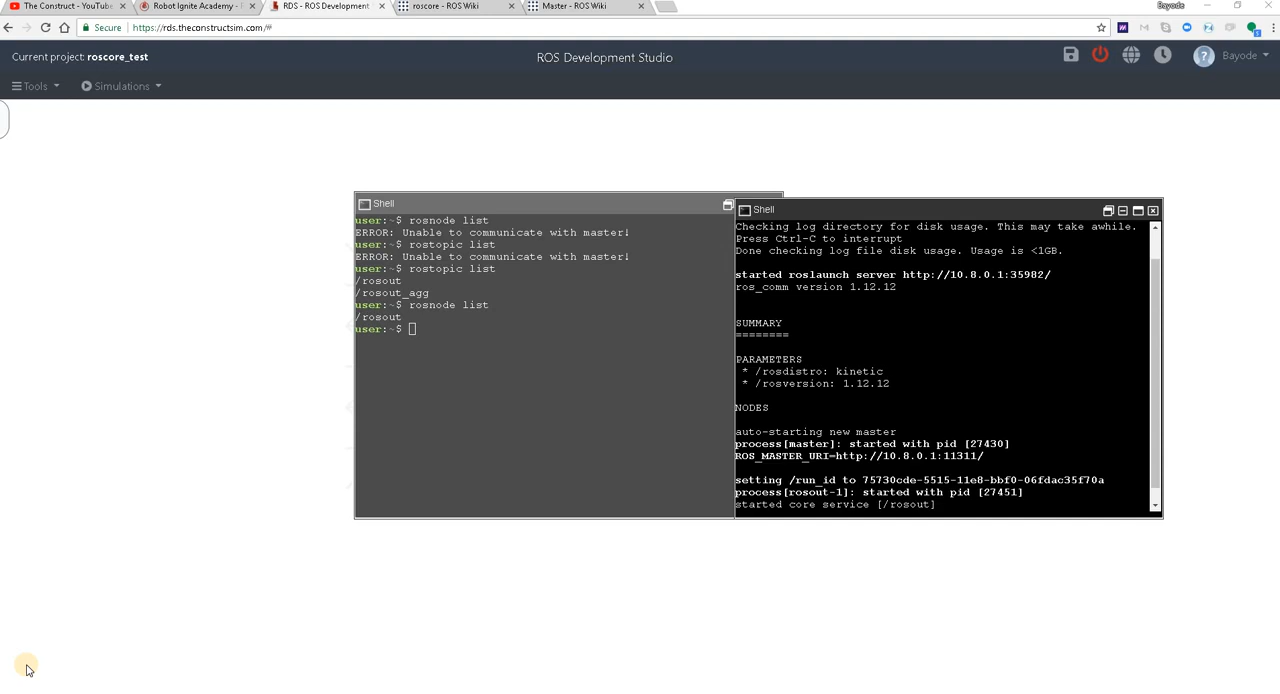 The Construct - YouTube
Robot Ignite Academy -
RDS - ROS Development
roscore - ROS Wiki
Master - ROS Wiki
Bayode
Secure
https://rds.theconstructsim.com/#
Current project: roscore_test
ROS Development Studio
Bayode
Tools
Simulations
Shell
user:~$ rosnode list
ERROR: Unable to communicate with master!
user:~$ rostopic list
ERROR: Unable to communicate with master!
user:~$ rostopic list
/rosout
/rosout_agg
user:~$ rosnode list
/rosout
user:~$
Shell
Checking log directory for disk usage. This may take awhile.
Press Ctrl-C to interrupt
Done checking log file disk usage. Usage is <1GB.
started roslaunch server http://10.8.0.1:35982/
ros_comm version 1.12.12
SUMMARY
========
PARAMETERS
* /rosdistro: kinetic
* /rosversion: 1.12.12
NODES
auto-starting new master
process[master]: started with pid [27430]
ROS_MASTER_URI=http://10.8.0.1:11311/
setting /run_id to 75730cde-5515-11e8-bbf0-06fdac35f70a
process[rosout-1]: started with pid [27451]
started core service [/rosout]